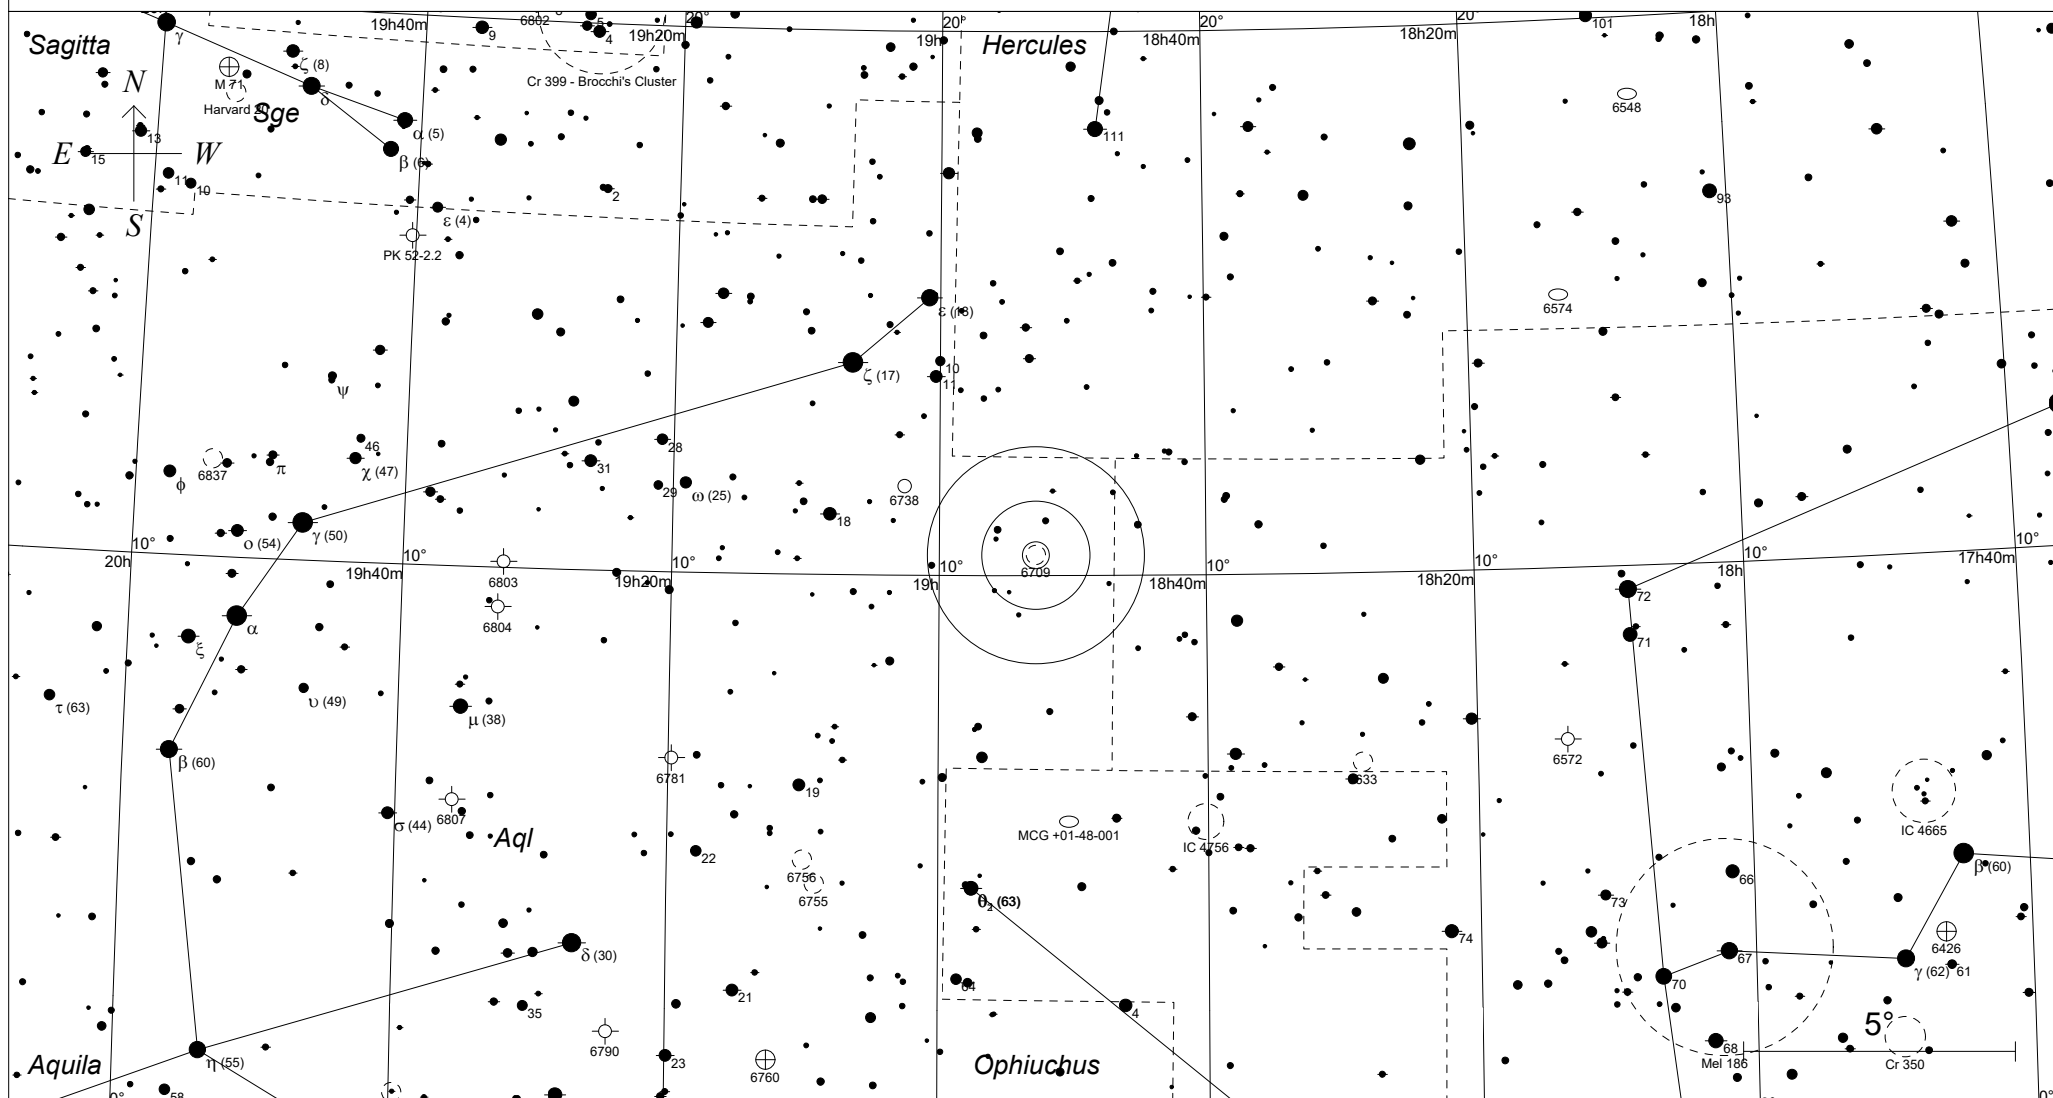 19h40m
6802
5
20°
20°
20°
20°
18h
101
γ
9
4
19h20m
19h
Hercules
18h40m
18h20m
Sagitta
ζ (8)
M 71
δ
Cr 399 - Brocchi's Cluster
N
Harvard 20
Sge
6548
13
α (5)
111
E
15
W
β (6)
11
10
2
93
S
ε (4)
PK 52-2.2
ε (13)
6574
10
ζ (17)
11
ψ
46
28
χ (47)
31
6837
π
φ
29
ω (25)
6738
18
ο (54)
γ (50)
10°
10°
10°
10°
10°
10°
10°
10°
20h
19h40m
6803
19h20m
19h
6709
18h40m
18h20m
18h
17h40m
72
6804
α
71
ξ
τ (63)
υ (49)
μ (38)
β (60)
6572
6781
633
19
6807
σ (44)
Aql
MCG +01-48-001
IC 4756
IC 4665
22
6756
β (60)
66
6755
θ2 (63)
73
74
6426
δ (30)
67
γ (62)
61
64
70
21
35
4
5°
6790
23
6760
68
Mel 186
Cr 350
Aquila
η (55)
Ophiuchus
58
0°
0°